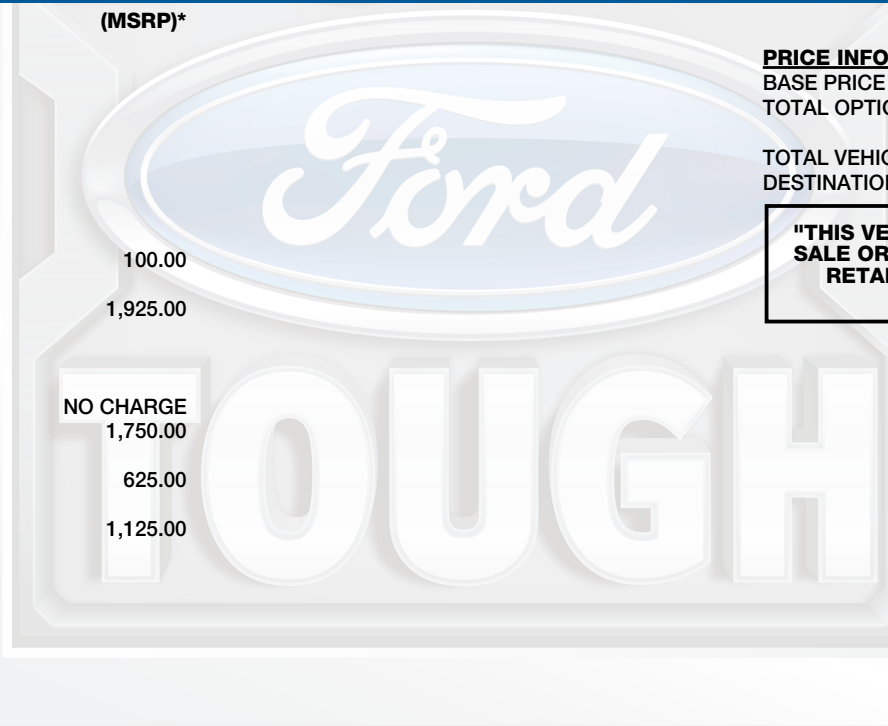 (MSRP)*
100.00
1,925.00
NO CHARGE
1,750.00
625.00
1,125.00
PRICE INFO
BASE PRICE
TOTAL OPTIO
TOTAL VEHIC
DESTINATION
"THIS VE
SALE OR
RETAI
Ford
TOUGH